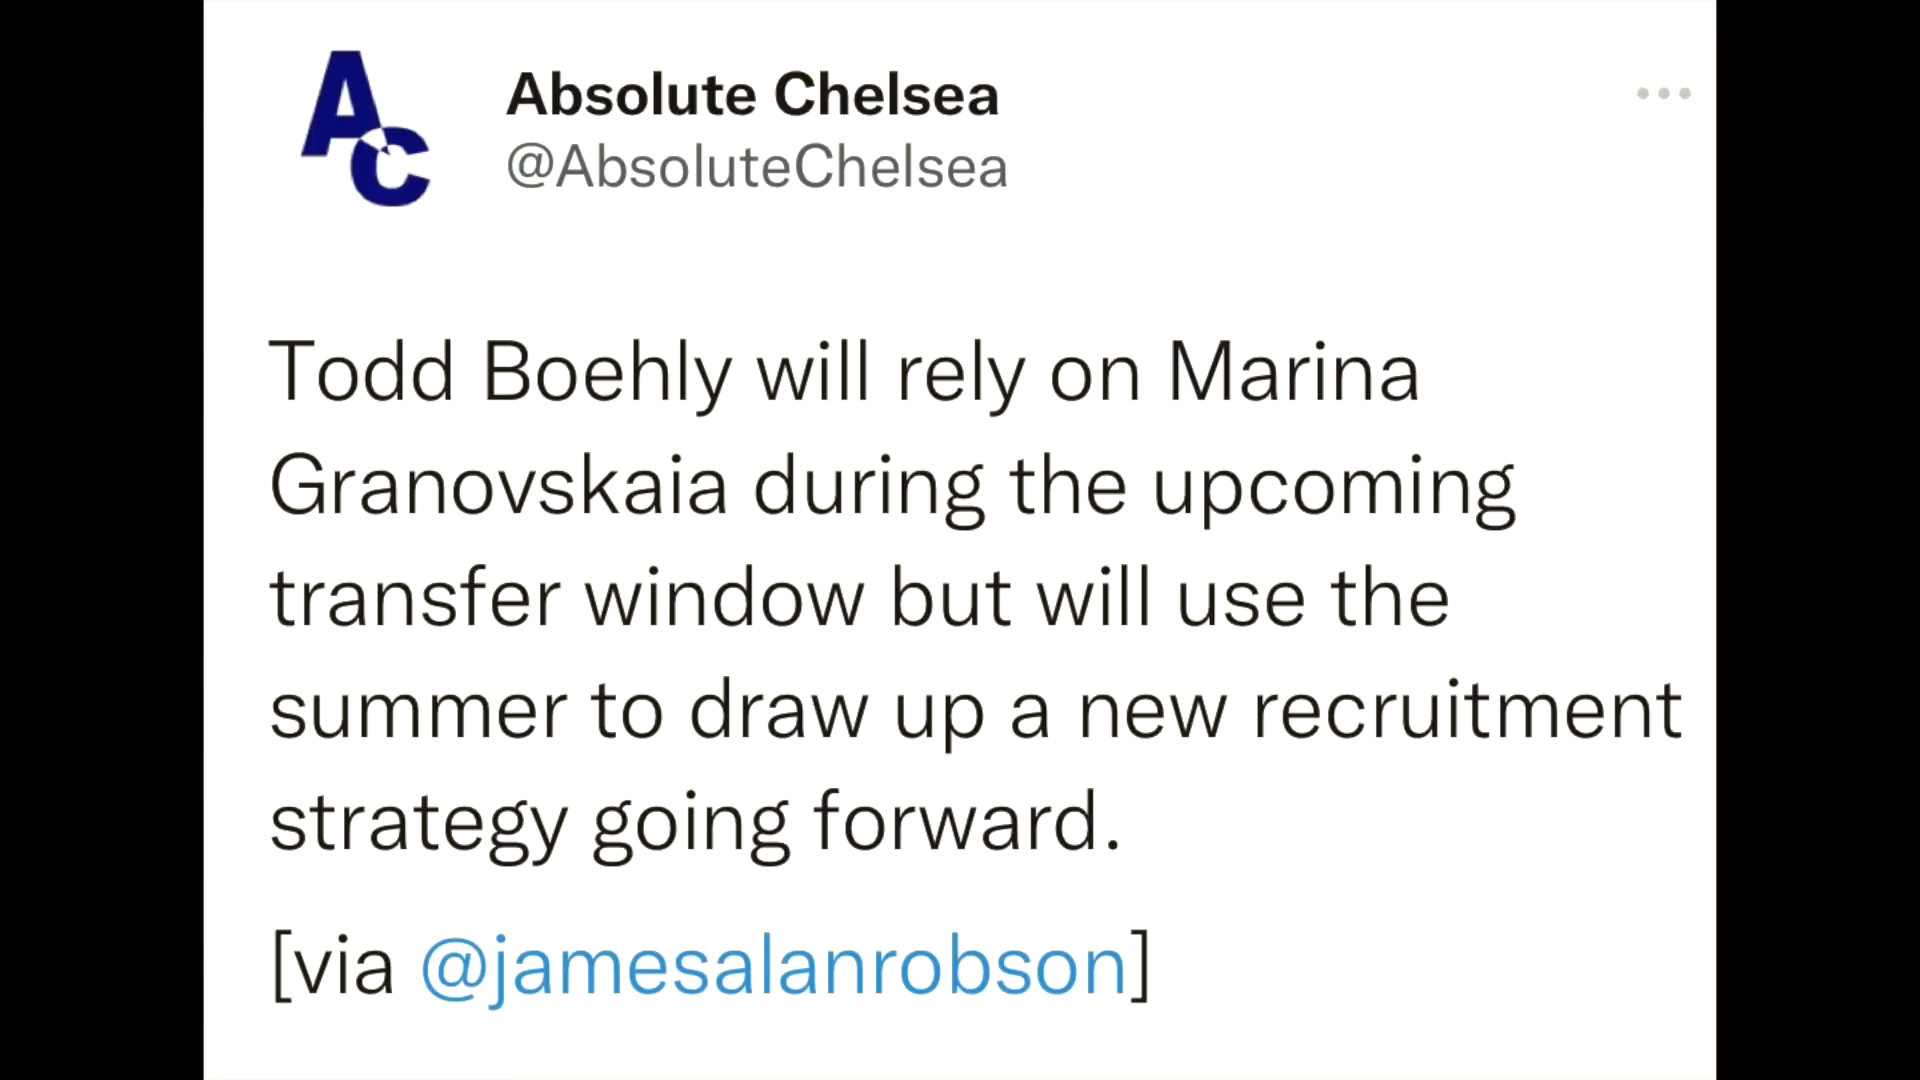 AC
Absolute Chelsea
@AbsoluteChelsea
Todd Boehly will rely on Marina
Granovskaia during the upcoming
transfer window but will use the
summer to draw up a new recruitment
strategy going forward.
[via @jamesalanrobson]